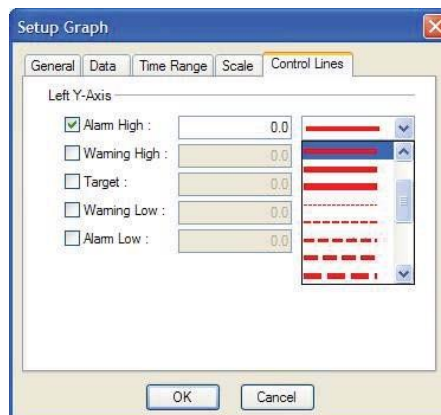 Setup Graph
General Data Time Range Scale Control Lines
Left Y-Axis
Alarm High : 0.0
Warning High : 0.0
Target : 0.0
Warning Low : 0.0
Alarm Low : 0.0
OK Cancel